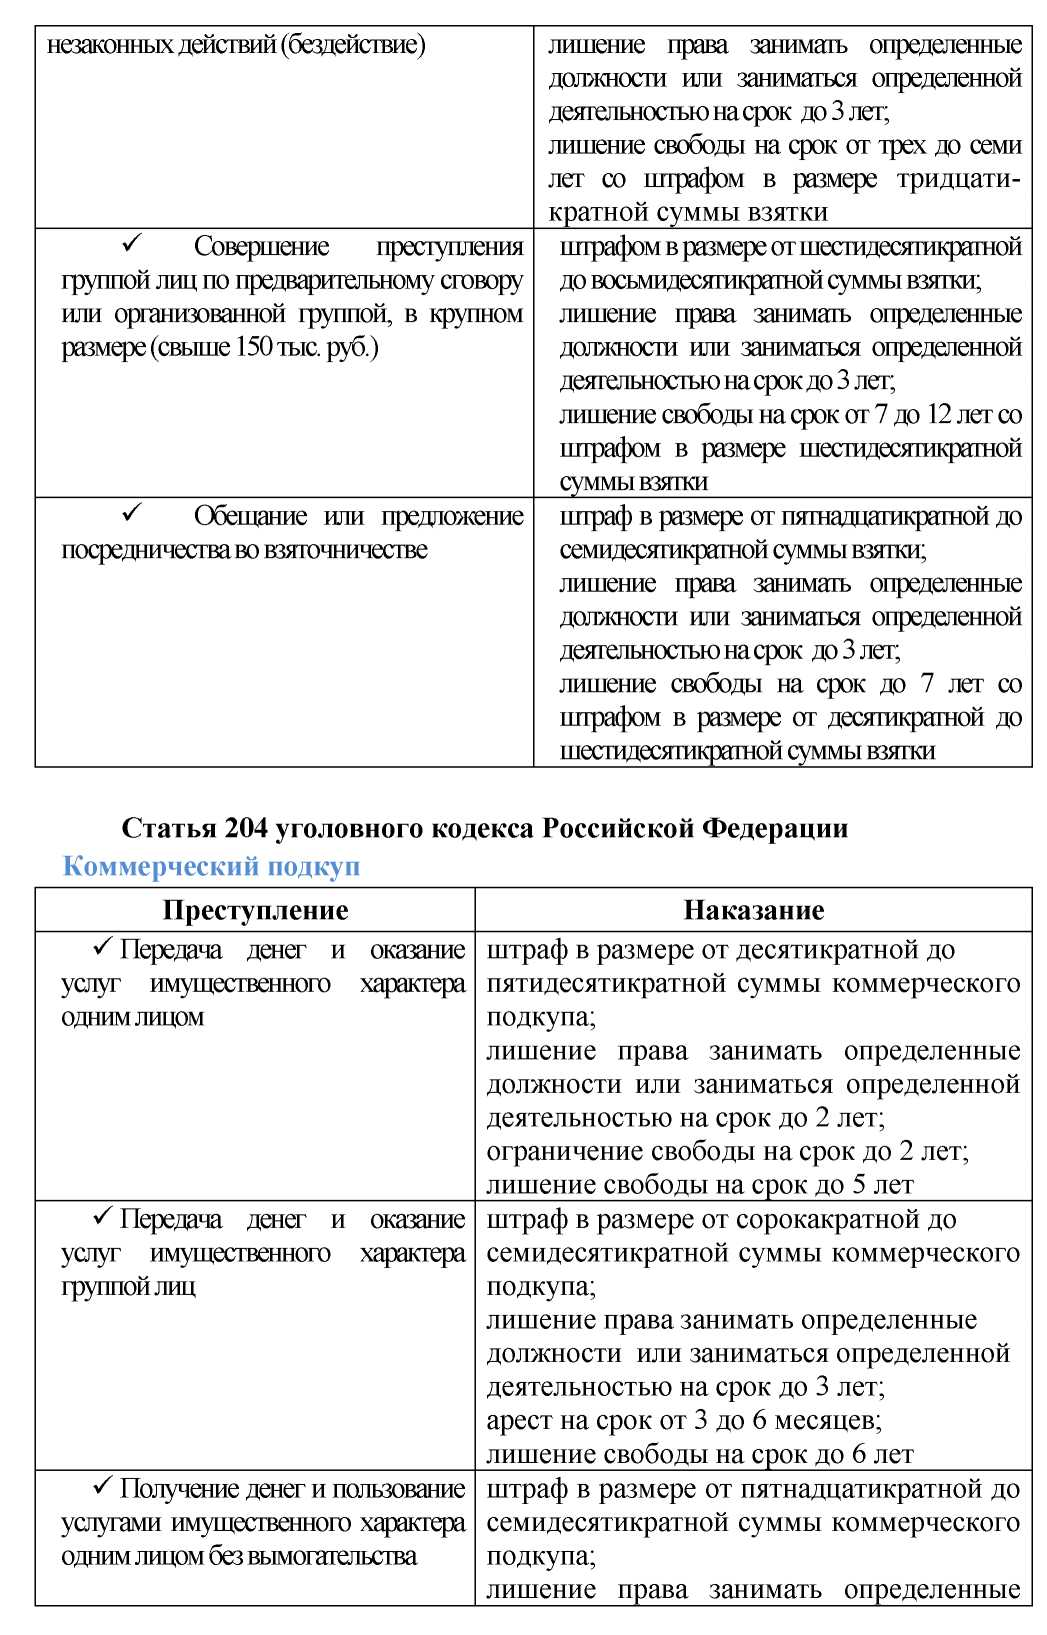 незаконных действий (бездействие)
лишение права занимать определенные
должности или заниматься определенной
деятельностью на срок до 3 лет;
лишение свободы на срок от трех до семи
лет со штрафом в размере тридцати-
кратной суммы взятки
✓ Совершение преступления
группой лиц по предварительному сговору
или организованной группой, в крупном
размере (свыше 150 тыс. руб.)
штрафом в размере от шестидесятикратной
до восьмидесятикратной суммы взятки;
лишение права занимать определенные
должности или заниматься определенной
деятельностью на срок до 3 лет;
лишение свободы на срок от 7 до 12 лет со
штрафом в размере шестидесятикратной
суммы взятки
✓ Обещание или предложение
посредничества во взяточничестве
штраф в размере от пятнадцатикратной до
семидесятикратной суммы взятки;
лишение права занимать определенные
должности или заниматься определенной
деятельностью на срок до 3 лет;
лишение свободы на срок до 7 лет со
штрафом в размере от десятикратной до
шестидесятикратной суммы взятки
Статья 204 уголовного кодекса Российской Федерации
Коммерческий подкуп
Преступление
Наказание
✓ Передача денег и оказание
услуг имущественного характера
одним лицом
штраф в размере от десятикратной до
пятидесятикратной суммы коммерческого
подкупа;
лишение права занимать определенные
должности или заниматься определенной
деятельностью на срок до 2 лет;
ограничение свободы на срок до 2 лет;
лишение свободы на срок до 5 лет
✓ Передача денег и оказание
услуг имущественного характера
группой лиц
штраф в размере от сорокакратной до
семидесятикратной суммы коммерческого
подкупа;
лишение права занимать определенные
должности или заниматься определенной
деятельностью на срок до 3 лет;
арест на срок от 3 до 6 месяцев;
лишение свободы на срок до 6 лет
✓ Получение денег и пользование
услугами имущественного характера
одним лицом без вымогательства
штраф в размере от пятнадцатикратной до
семидесятикратной суммы коммерческого
подкупа;
лишение права занимать определенные